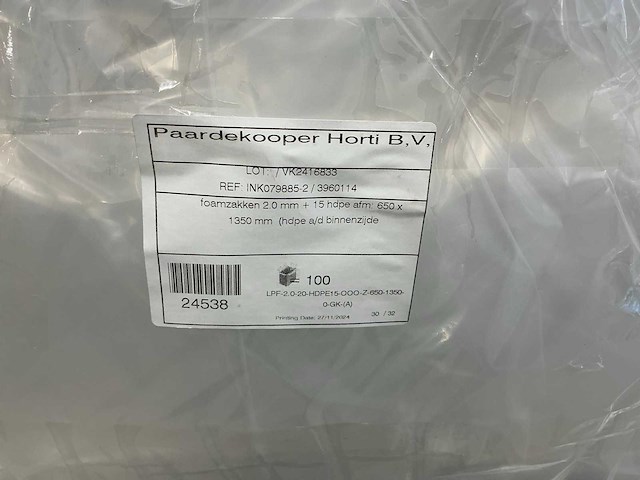 Paardekooper Horti B,V,
LOT: / VK2416833
REF: INK079885-2 / 3960114
foamzakken 2.0 mm + 15 hdpe afm: 650 x
1350 mm (hdpe a/d binnenzijde
100
24538
LPF-2.0-20-HDPE15-OOO-Z-650-1350-
0-GK-(A)
Printing Date: 27/11/2024 30 / 32